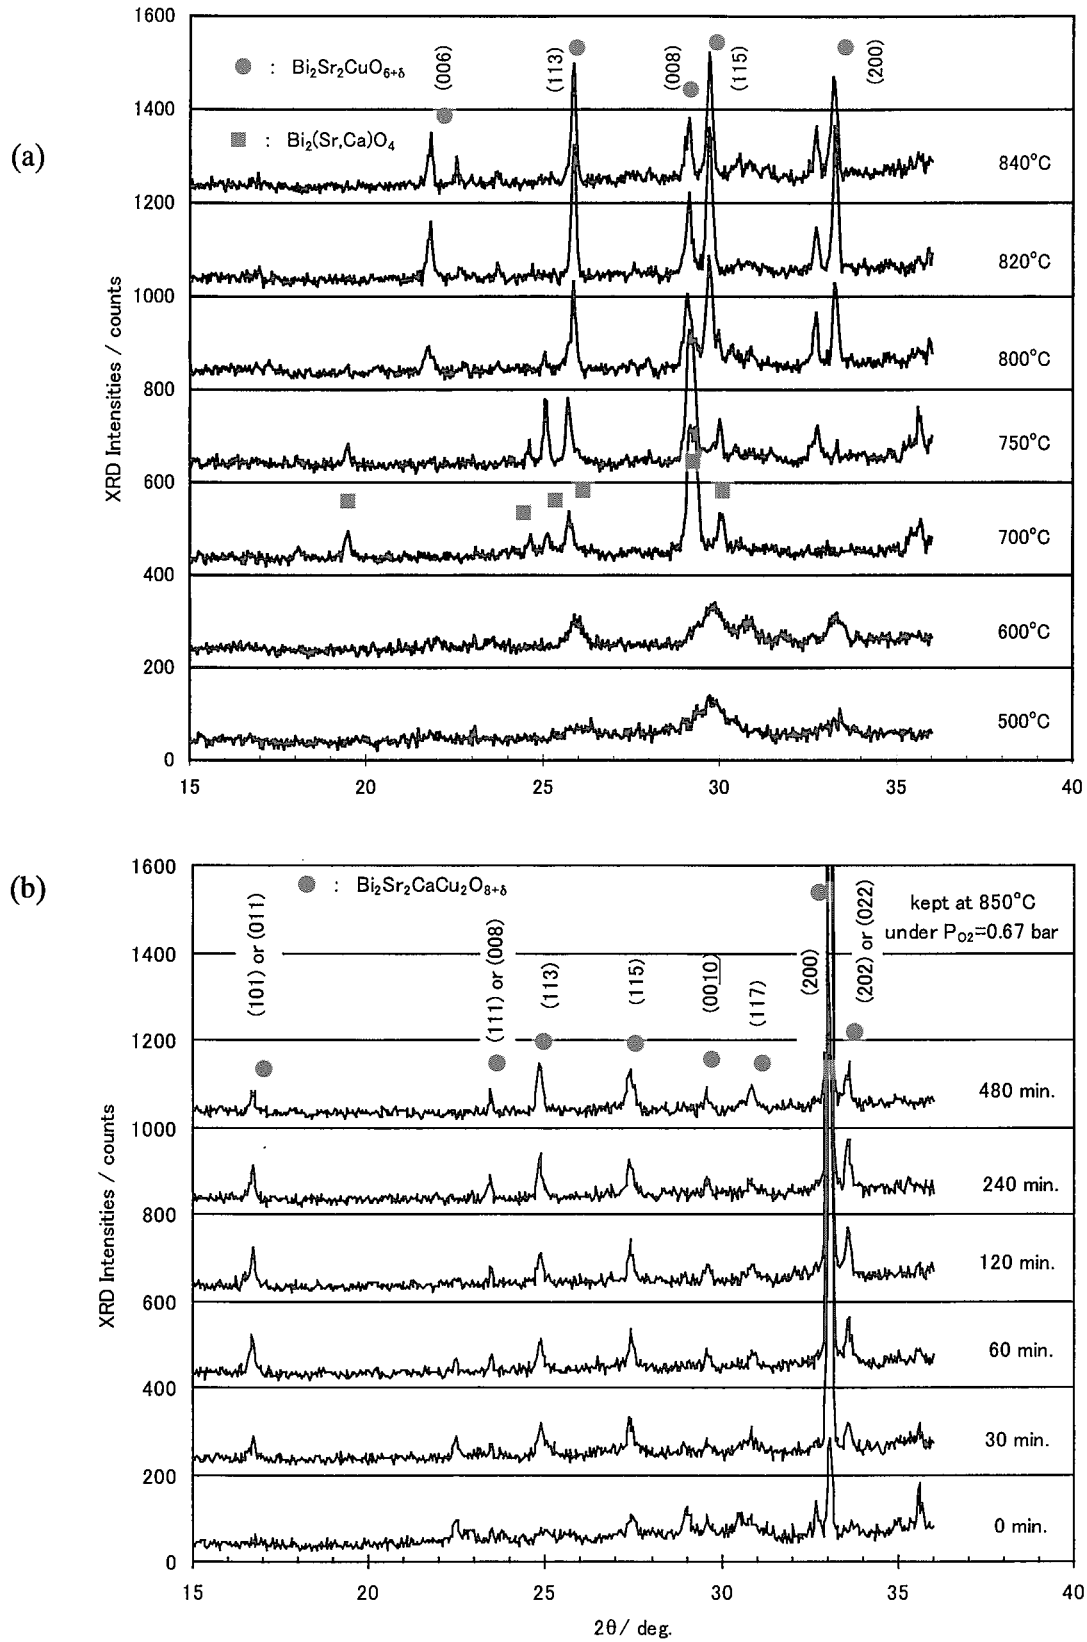 (a)
XRD Intensities / counts
1600
1400
1200
1000
800
600
400
200
0
: Bi2Sr2CuO6+δ
: Bi2(Sr,Ca)O4
(006)
(113)
(008)
(115)
(200)
840°C
820°C
800°C
750°C
700°C
600°C
500°C
15 20 25 30 35 40
(b)
XRD Intensities / counts
1600
1400
1200
1000
800
600
400
200
0
: Bi2Sr2CaCu2O8+δ
kept at 850°C
under PO2=0.67 bar
(101) or (011)
(111) or (008)
(113)
(115)
(0010)
(117)
(200)
(202) or (022)
480 min.
240 min.
120 min.
60 min.
30 min.
0 min.
15 20 25 30 35 40
2θ/ deg.